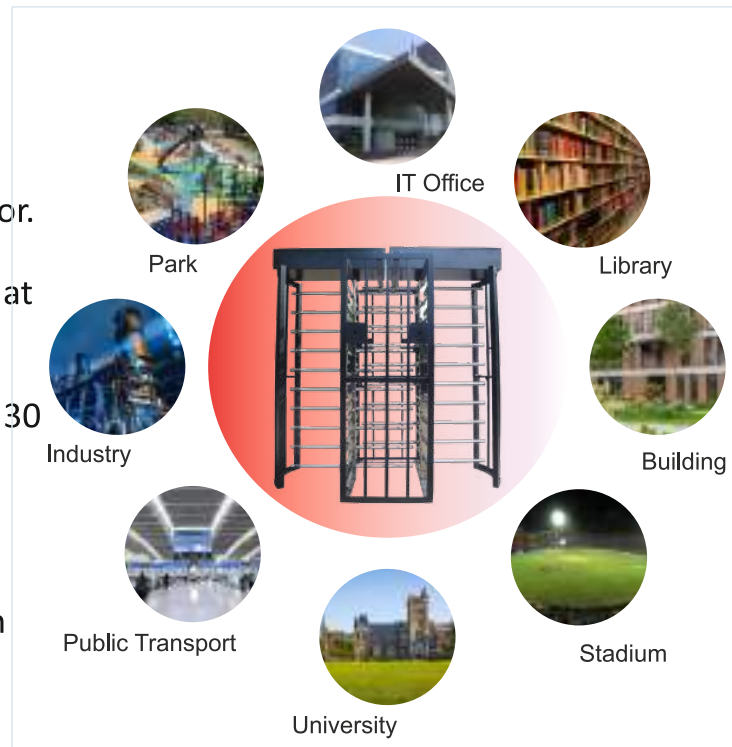 IT Office
or.
Park
Library
at
30
Industry
Building
Public Transport
n
Stadium
University